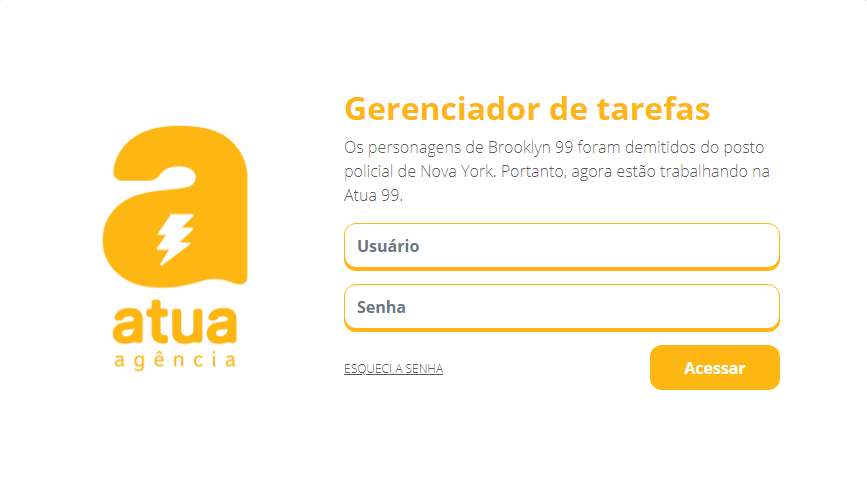 atua
agência
Gerenciador de tarefas
Os personagens de Brooklyn 99 foram demitidos do posto
policial de Nova York. Portanto, agora estão trabalhando na
Atua 99.
Usuário
Senha
ESQUECI A SENHA
Acessar